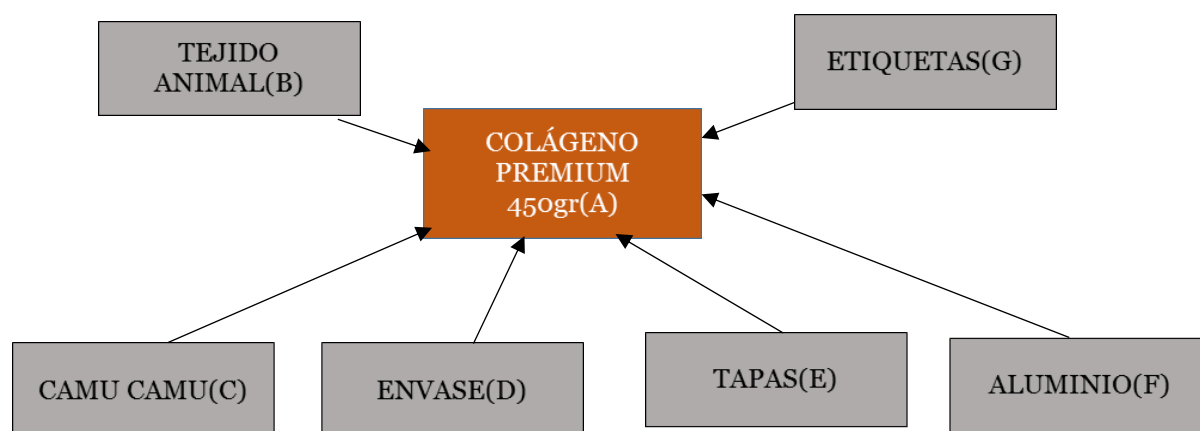 TEJIDO
ANIMAL(B)
ETIQUETAS(G)
COLÁGENO
PREMIUM
450gr(A)
CAMU CAMU(C)
ENVASE(D)
TAPAS(E)
ALUMINIO(F)